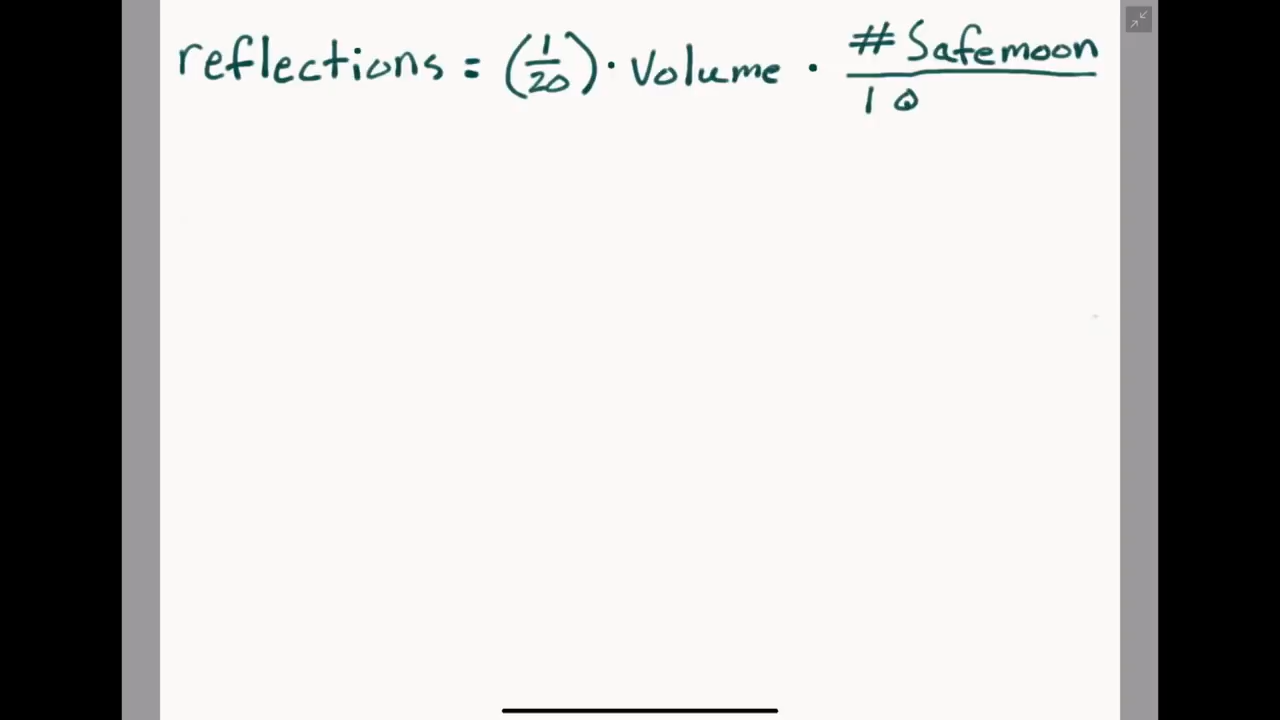 reflections = (1/20) · Volume · # Safemoon / 10